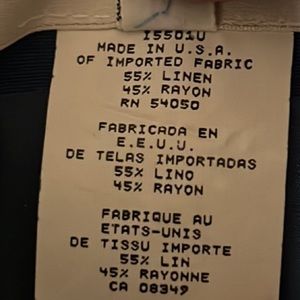 I5501U
MADE IN U.S.A.
OF IMPORTED FABRIC
55% LINEN
45% RAYON
RN 54050
FABRICADA EN
E.E.U.U.
DE TELAS IMPORTADAS
55% LINO
45% RAYON
FABRIQUE AU
ETATS-UNIS
DE TISSU IMPORTE
55% LIN
45% RAYONNE
CA 08349